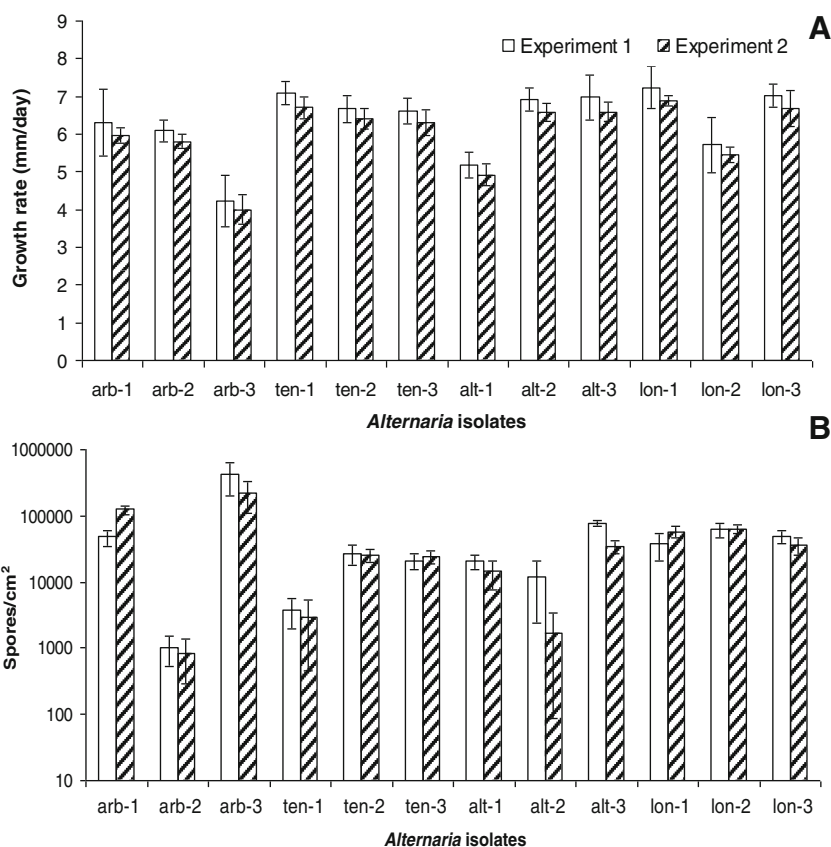 A
Experiment 1 Experiment 2
9
8
7
6
5
4
3
2
1
0
Growth rate (mm/day)
arb-1 arb-2 arb-3 ten-1 ten-2 ten-3 alt-1 alt-2 alt-3 lon-1 lon-2 lon-3
Alternaria isolates
B
1000000
100000
10000
1000
100
10
Spores/cm²
arb-1 arb-2 arb-3 ten-1 ten-2 ten-3 alt-1 alt-2 alt-3 lon-1 lon-2 lon-3
Alternaria isolates